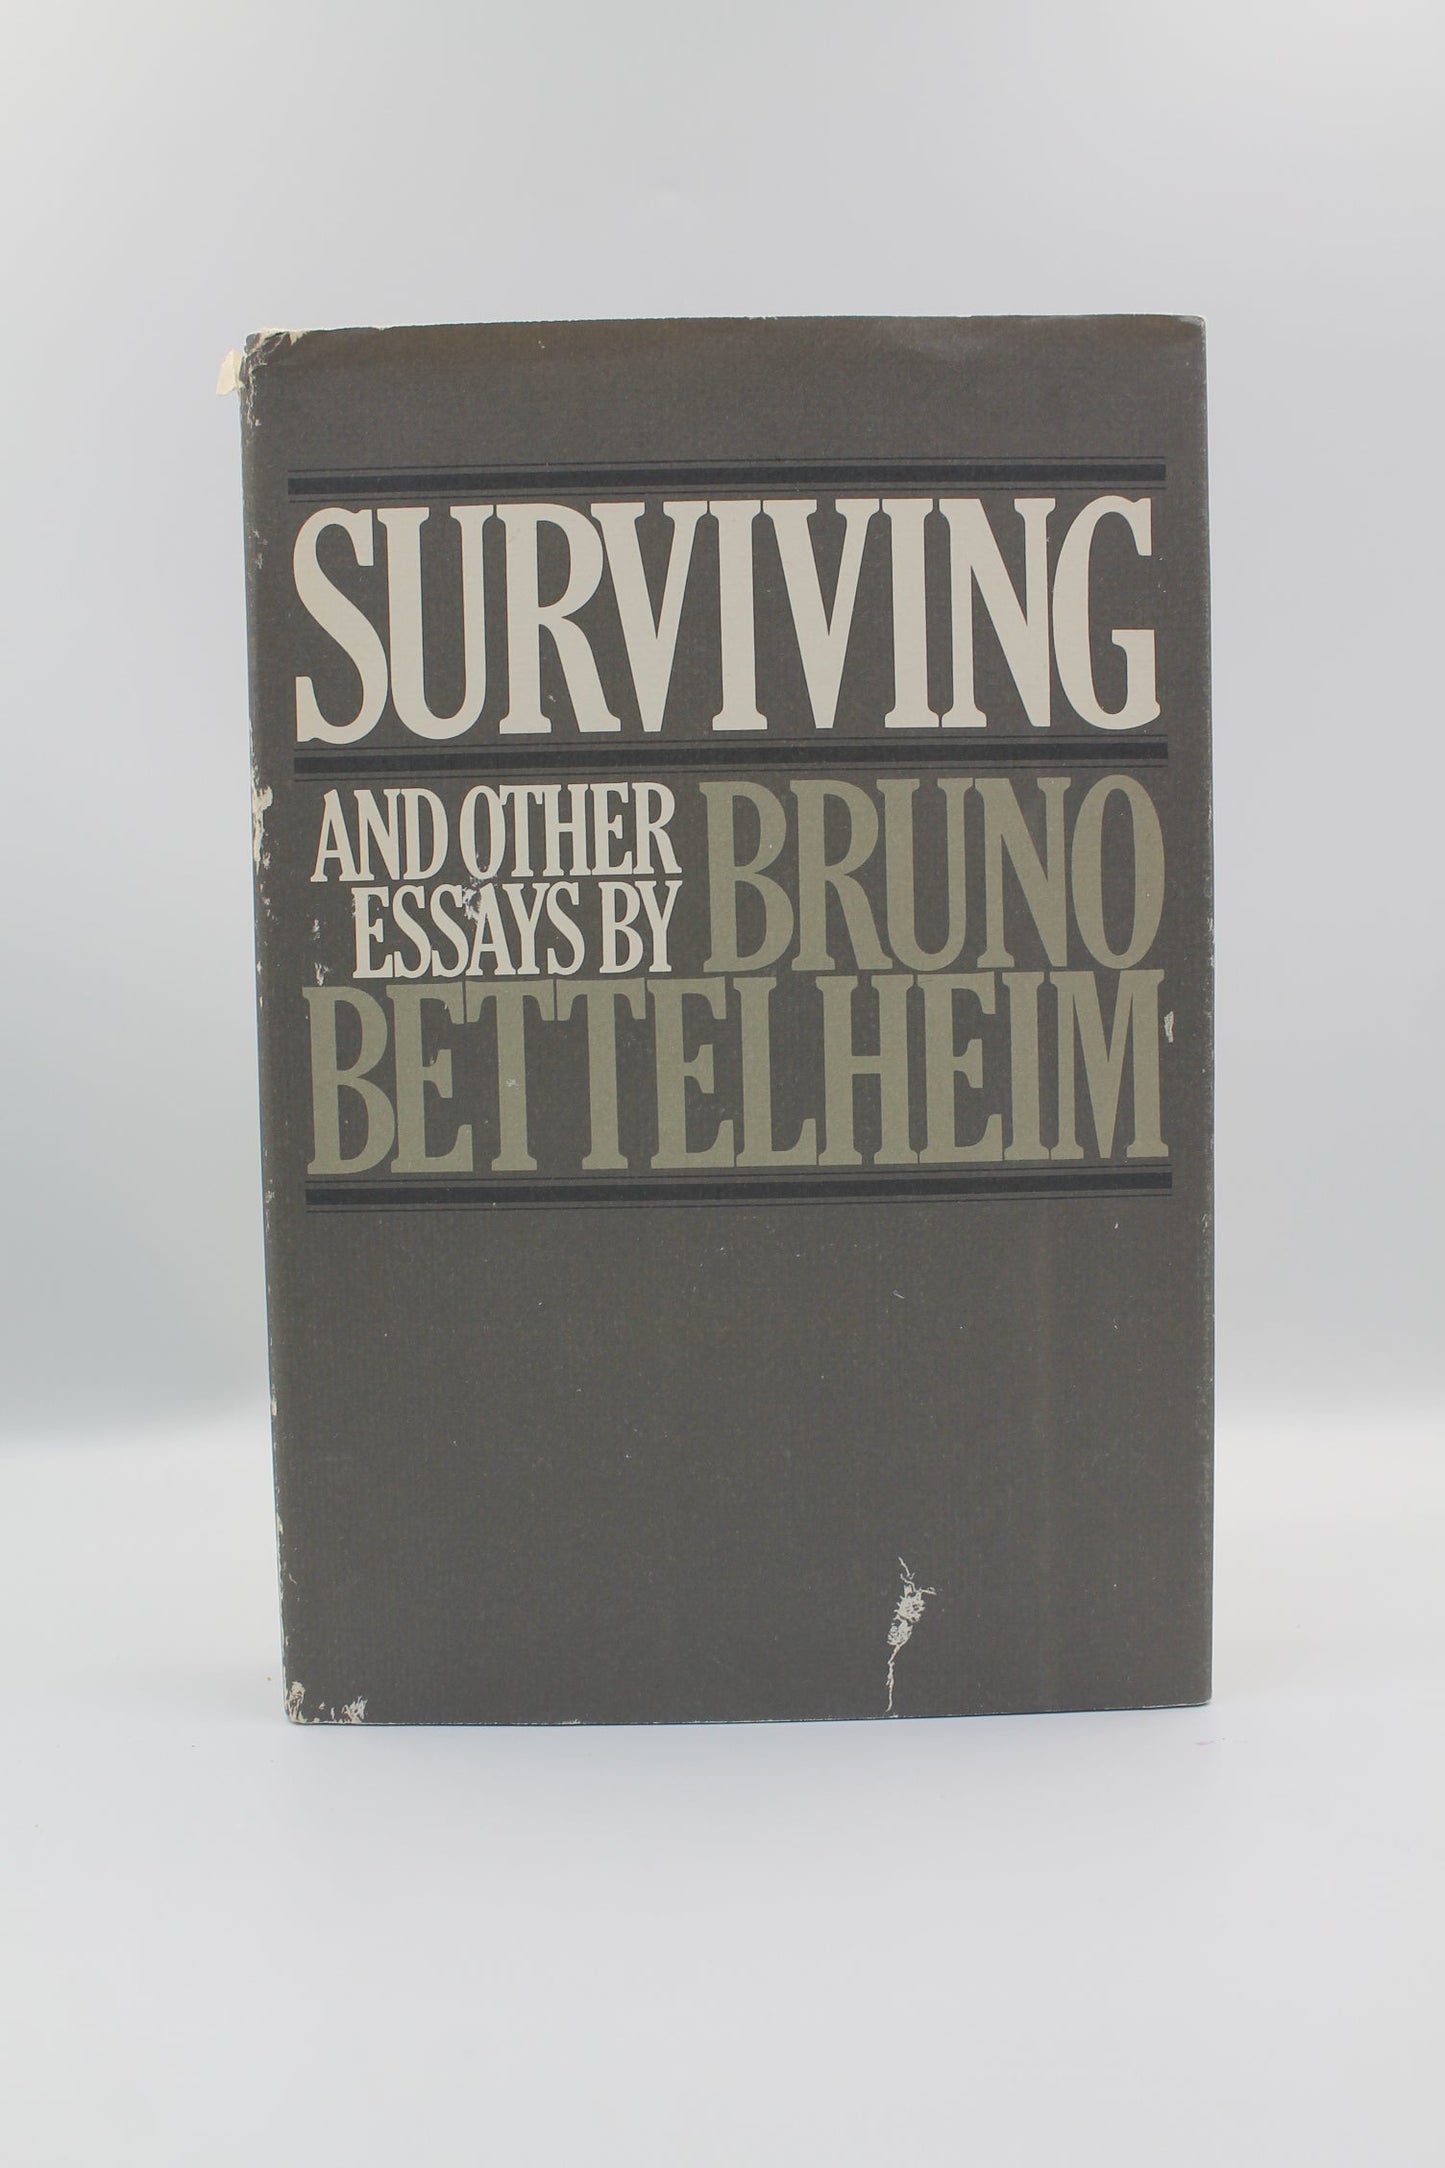 SURVIVING
AND OTHER
ESSAYS BY
BRUNO
BETTELHEIM